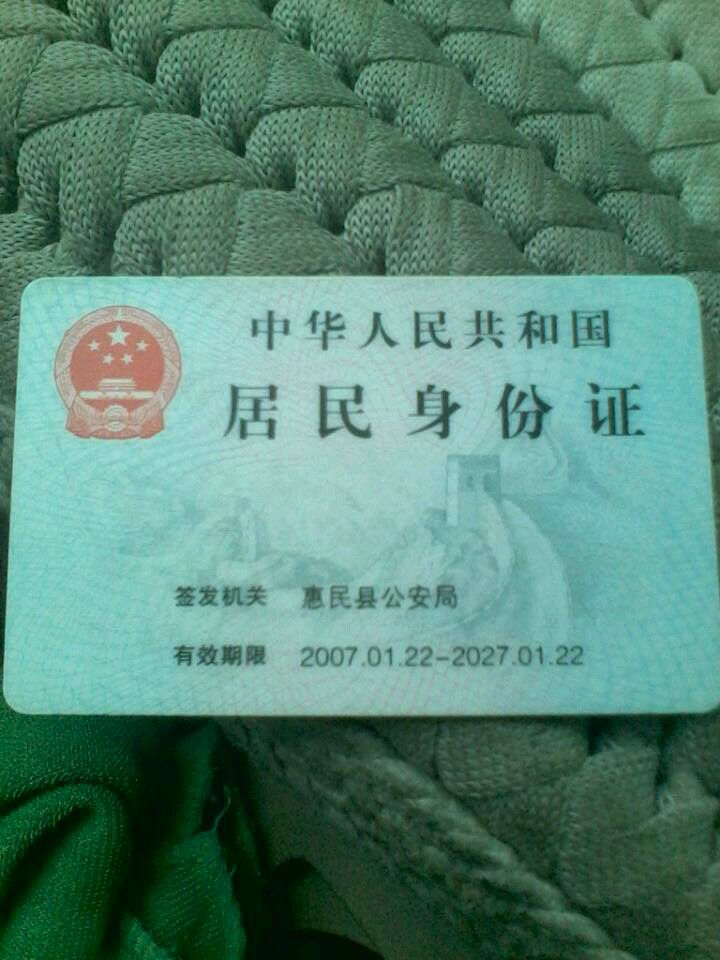 中华人民共和国
居民身份证
签发机关 惠民县公安局
有效期限 2007.01.22-2027.01.22